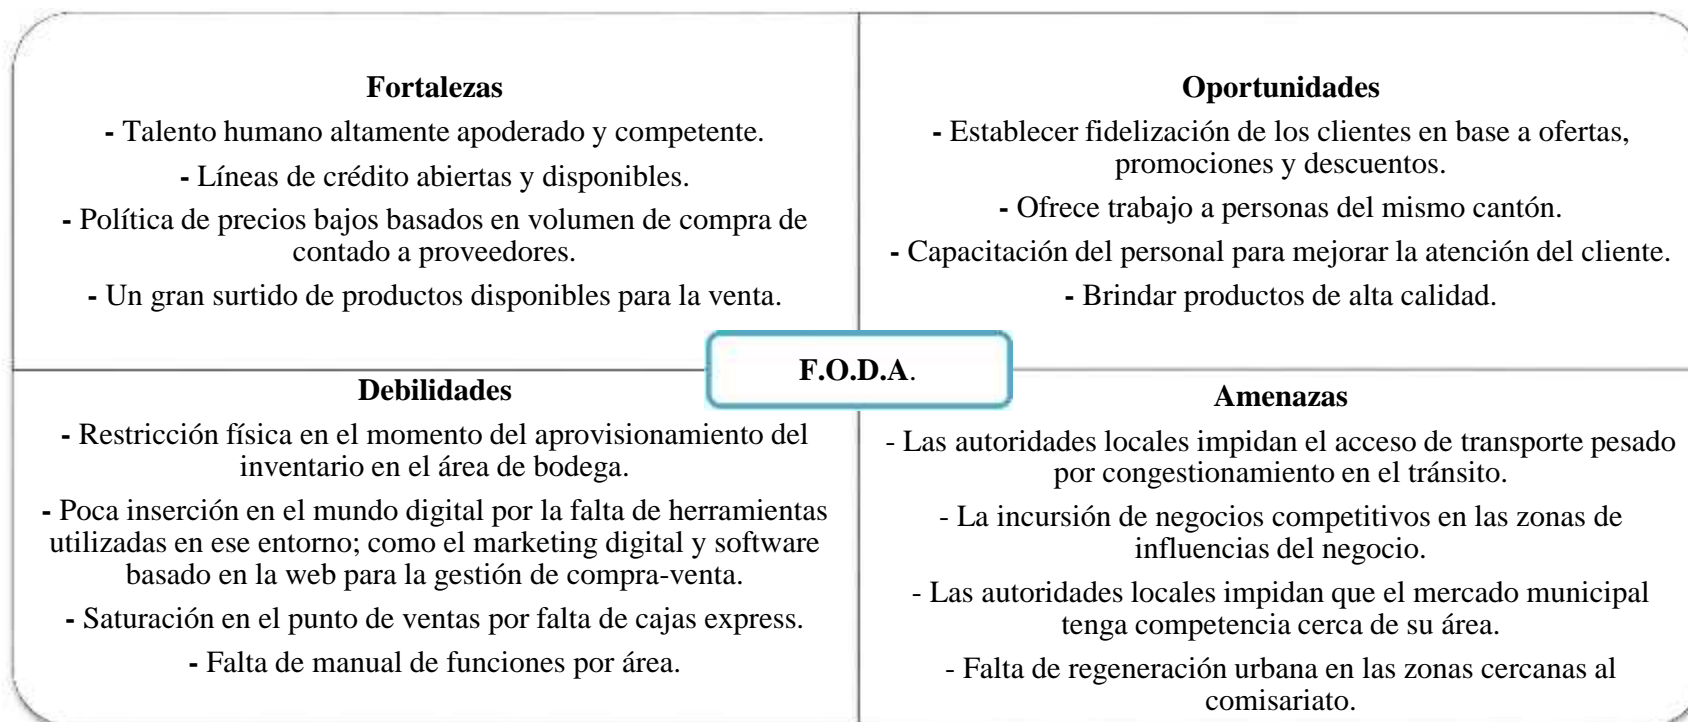 Fortalezas
- Talento humano altamente apoderado y competente.
- Líneas de crédito abiertas y disponibles.
- Política de precios bajos basados en volumen de compra de
contado a proveedores.
- Un gran surtido de productos disponibles para la venta.
Oportunidades
- Establecer fidelización de los clientes en base a ofertas,
promociones y descuentos.
- Ofrece trabajo a personas del mismo cantón.
- Capacitación del personal para mejorar la atención del cliente.
- Brindar productos de alta calidad.
F.O.D.A.
Debilidades
- Restricción física en el momento del aprovisionamiento del
inventario en el área de bodega.
- Poca inserción en el mundo digital por la falta de herramientas
utilizadas en ese entorno; como el marketing digital y software
basado en la web para la gestión de compra-venta.
- Saturación en el punto de ventas por falta de cajas express.
- Falta de manual de funciones por área.
Amenazas
- Las autoridades locales impidan el acceso de transporte pesado
por congestionamiento en el tránsito.
- La incursión de negocios competitivos en las zonas de
influencias del negocio.
- Las autoridades locales impidan que el mercado municipal
tenga competencia cerca de su área.
- Falta de regeneración urbana en las zonas cercanas al
comisariato.